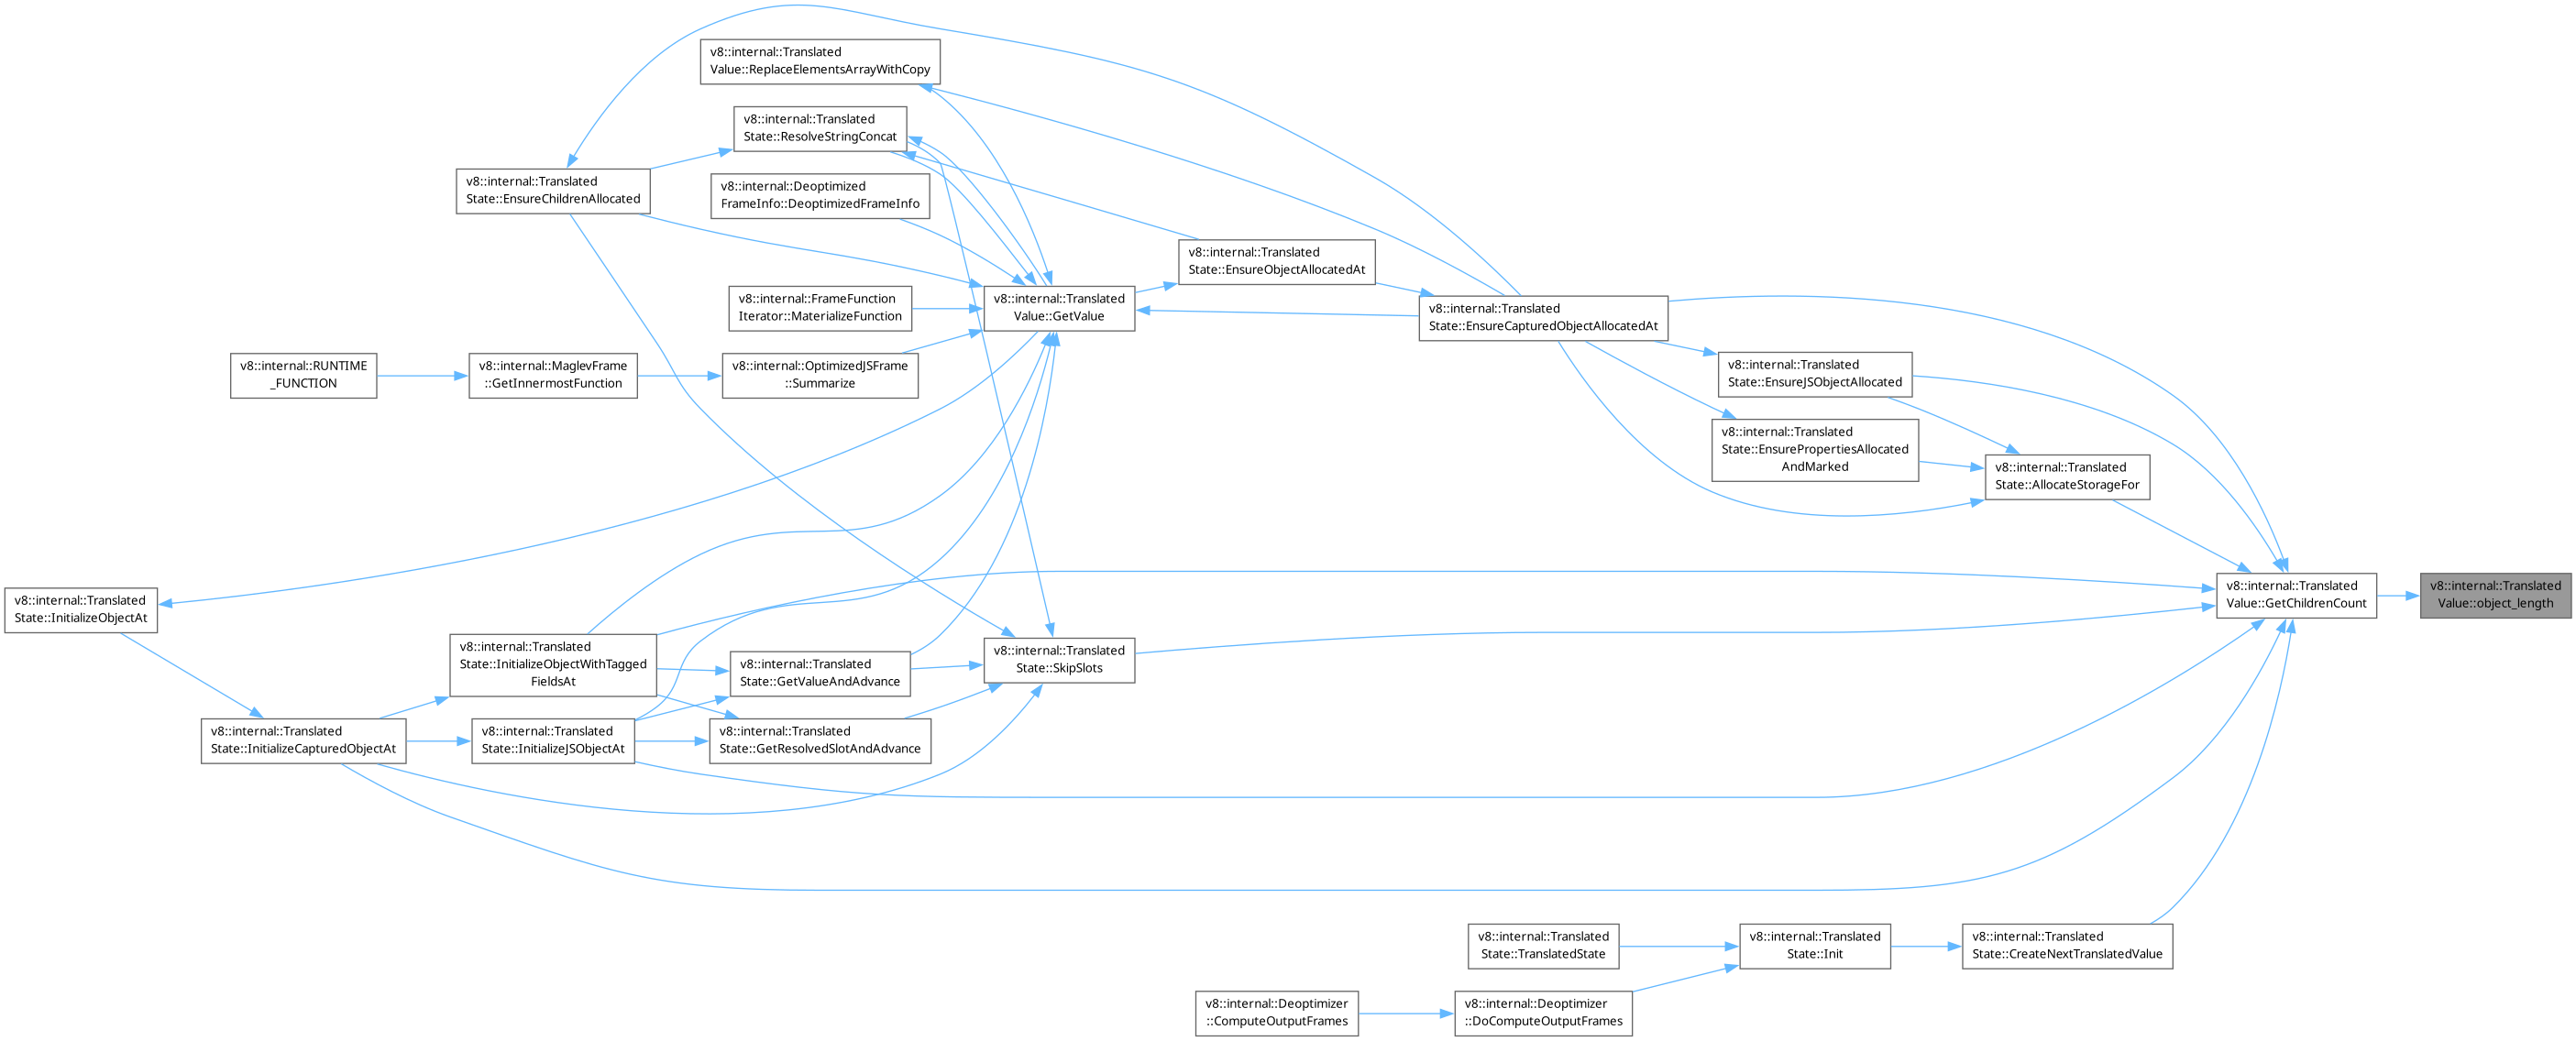 v8::internal::Translated
Value::ReplaceElementsArrayWithCopy
v8::internal::Translated
State::ResolveStringConcat
v8::internal::Translated
State::EnsureChildrenAllocated
v8::internal::Deoptimized
FrameInfo::DeoptimizedFrameInfo
v8::internal::Translated
State::EnsureObjectAllocatedAt
v8::internal::FrameFunction
Iterator::MaterializeFunction
v8::internal::Translated
Value::GetValue
v8::internal::Translated
State::EnsureCapturedObjectAllocatedAt
v8::internal::RUNTIME
_FUNCTION
v8::internal::MaglevFrame
::GetInnermostFunction
v8::internal::OptimizedJSFrame
::Summarize
v8::internal::Translated
State::EnsureJSObjectAllocated
v8::internal::Translated
State::EnsurePropertiesAllocated
AndMarked
v8::internal::Translated
State::AllocateStorageFor
v8::internal::Translated
State::InitializeObjectAt
v8::internal::Translated
Value::GetChildrenCount
v8::internal::Translated
Value::object_length
v8::internal::Translated
State::InitializeObjectWithTagged
FieldsAt
v8::internal::Translated
State::GetValueAndAdvance
v8::internal::Translated
State::SkipSlots
v8::internal::Translated
State::InitializeCapturedObjectAt
v8::internal::Translated
State::InitializeJSObjectAt
v8::internal::Translated
State::GetResolvedSlotAndAdvance
v8::internal::Translated
State::TranslatedState
v8::internal::Translated
State::Init
v8::internal::Translated
State::CreateNextTranslatedValue
v8::internal::Deoptimizer
::ComputeOutputFrames
v8::internal::Deoptimizer
::DoComputeOutputFrames